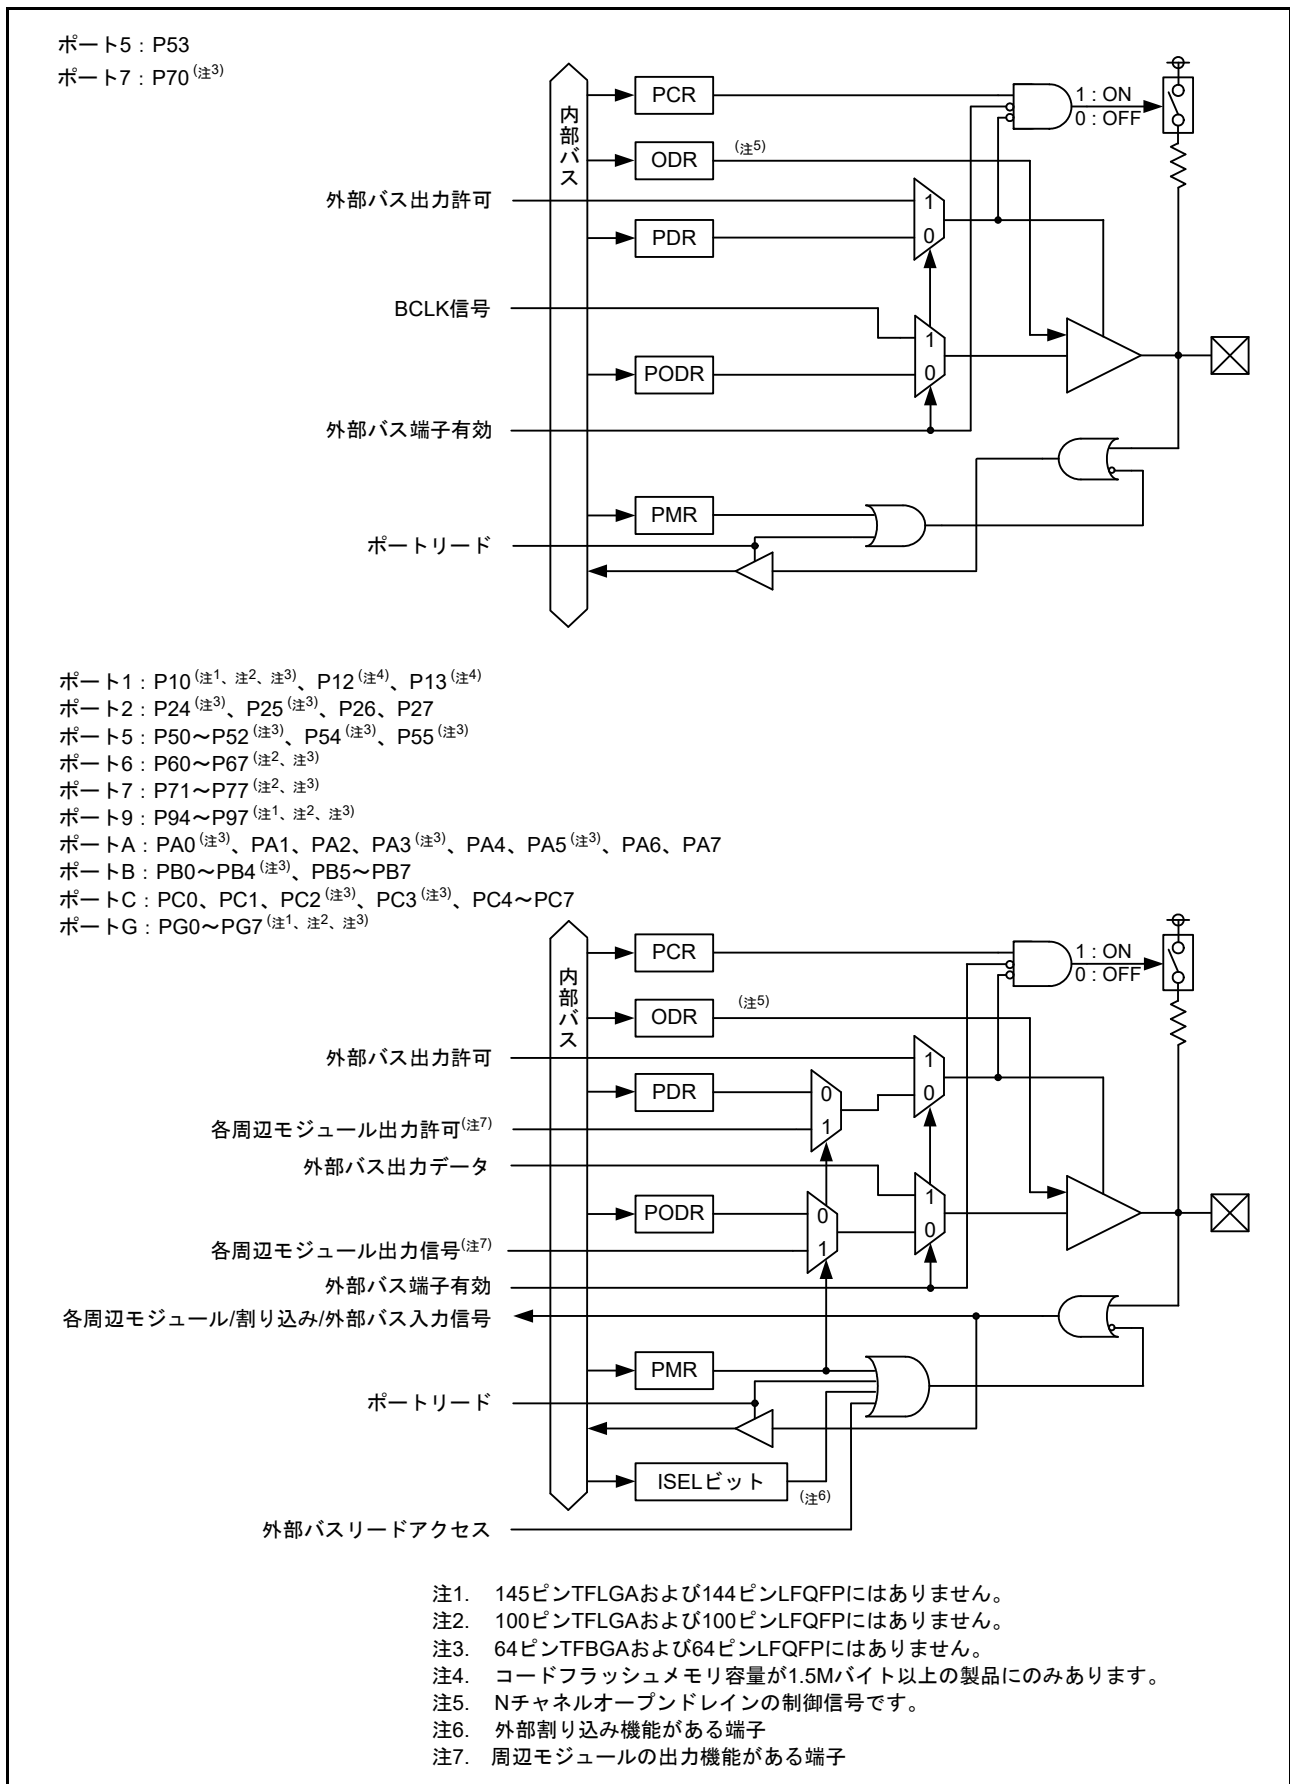 ポート5：P53
ポート7：P70(注3)
内部バス
PCR
1 : ON
0 : OFF
ODR
(注5)
外部バス出力許可
1
0
PDR
BCLK信号
1
0
PODR
外部バス端子有効
PMR
ポートリード
ポート1：P10(注1、注2、注3)、P12(注4)、P13(注4)
ポート2：P24(注3)、P25(注3)、P26、P27
ポート5：P50～P52(注3)、P54(注3)、P55(注3)
ポート6：P60～P67(注2、注3)
ポート7：P71～P77(注2、注3)
ポート9：P94～P97(注1、注2、注3)
ポートA：PA0(注3)、PA1、PA2、PA3(注3)、PA4、PA5(注3)、PA6、PA7
ポートB：PB0～PB4(注3)、PB5～PB7
ポートC：PC0、PC1、PC2(注3)、PC3(注3)、PC4～PC7
ポートG：PG0～PG7(注1、注2、注3)
内部バス
PCR
1 : ON
0 : OFF
ODR
(注5)
外部バス出力許可
1
0
PDR
0
1
各周辺モジュール出力許可(注7)
外部バス出力データ
1
0
PODR
0
1
各周辺モジュール出力信号(注7)
外部バス端子有効
各周辺モジュール/割り込み/外部バス入力信号
PMR
ポートリード
ISELビット
(注6)
外部バスリードアクセス
注1. 145ピンTFLGAおよび144ピンLFQFPにはありません。
注2. 100ピンTFLGAおよび100ピンLFQFPにはありません。
注3. 64ピンTFBGAおよび64ピンLFQFPにはありません。
注4. コードフラッシュメモリ容量が1.5Mバイト以上の製品にのみあります。
注5. Nチャネルオープンドレインの制御信号です。
注6. 外部割り込み機能がある端子
注7. 周辺モジュールの出力機能がある端子